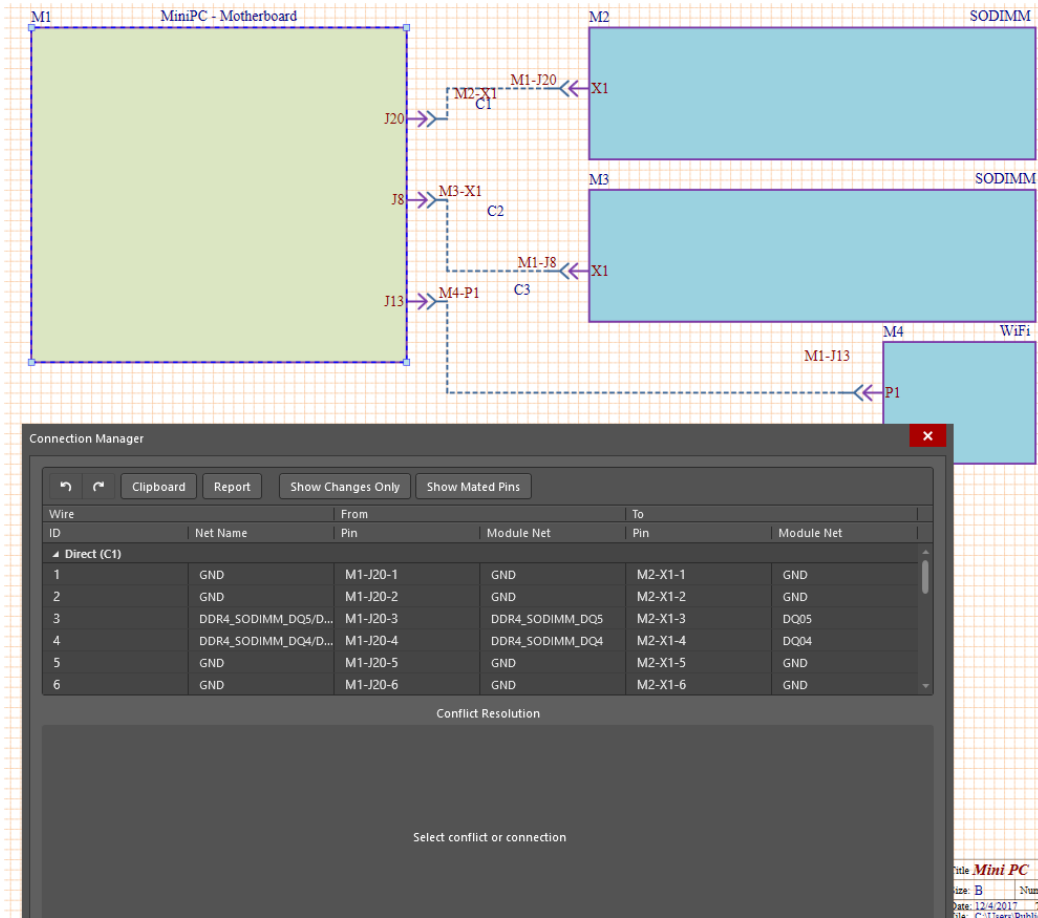 M1 MiniPC - Motherboard M2 SODIMM
M1-J20 X1
M2-X1
C1
J20
M3 SODIMM
J8 M3-X1
C2
M1-J8 X1
C3
J13 M4-P1
M4 WiFi
M1-J13
P1
Connection Manager
Clipboard Report Show Changes Only Show Mated Pins
Wire From To
ID Net Name Pin Module Net Pin Module Net
Direct (C1)
1 GND M1-J20-1 GND M2-X1-1 GND
2 GND M1-J20-2 GND M2-X1-2 GND
3 DDR4_SODIMM_DQ5/D... M1-J20-3 DDR4_SODIMM_DQ5 M2-X1-3 DQ05
4 DDR4_SODIMM_DQ4/D... M1-J20-4 DDR4_SODIMM_DQ4 M2-X1-4 DQ04
5 GND M1-J20-5 GND M2-X1-5 GND
6 GND M1-J20-6 GND M2-X1-6 GND
Conflict Resolution
Select conflict or connection
Title Mini PC
Size: B
Date: 12/4/2017
File: